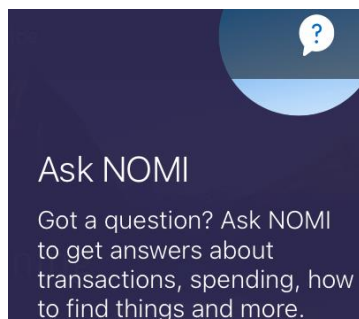 ?
Ask NOMI
Got a question? Ask NOMI
to get answers about
transactions, spending, how
to find things and more.